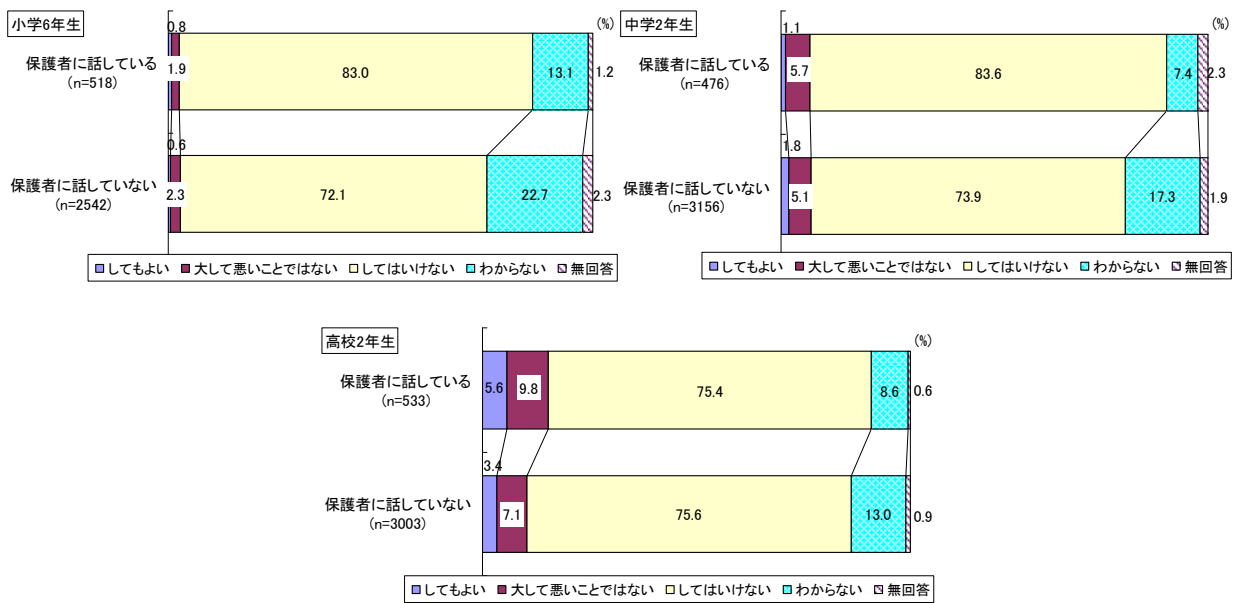 小学6年生
(%)
0.8
保護者に話している
(n=518)
1.9 83.0 13.1 1.2
0.6
保護者に話していない
(n=2542)
2.3 72.1 22.7 2.3
してもよい 大して悪いことではない してはいけない わからない 無回答
中学2年生
(%)
1.1
保護者に話している
(n=476)
5.7 83.6 7.4 2.3
1.8
保護者に話していない
(n=3156)
5.1 73.9 17.3 1.9
してもよい 大して悪いことではない してはいけない わからない 無回答
高校2年生
(%)
保護者に話している
(n=533)
5.6 9.8 75.4 8.6 0.6
3.4
保護者に話していない
(n=3003)
7.1 75.6 13.0 0.9
してもよい 大して悪いことではない してはいけない わからない 無回答